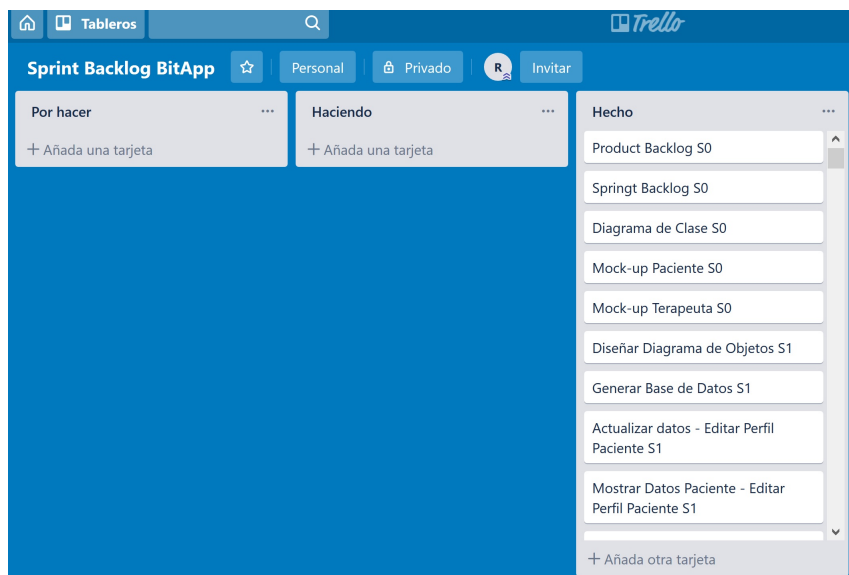 Tableros
Trello
Sprint Backlog BitApp
Personal
Privado
R
Invitar
Por hacer
+ Añada una tarjeta
Haciendo
+ Añada una tarjeta
Hecho
Product Backlog S0
Springt Backlog S0
Diagrama de Clase S0
Mock-up Paciente S0
Mock-up Terapeuta S0
Diseñar Diagrama de Objetos S1
Generar Base de Datos S1
Actualizar datos - Editar Perfil
Paciente S1
Mostrar Datos Paciente - Editar
Perfil Paciente S1
+ Añada otra tarjeta